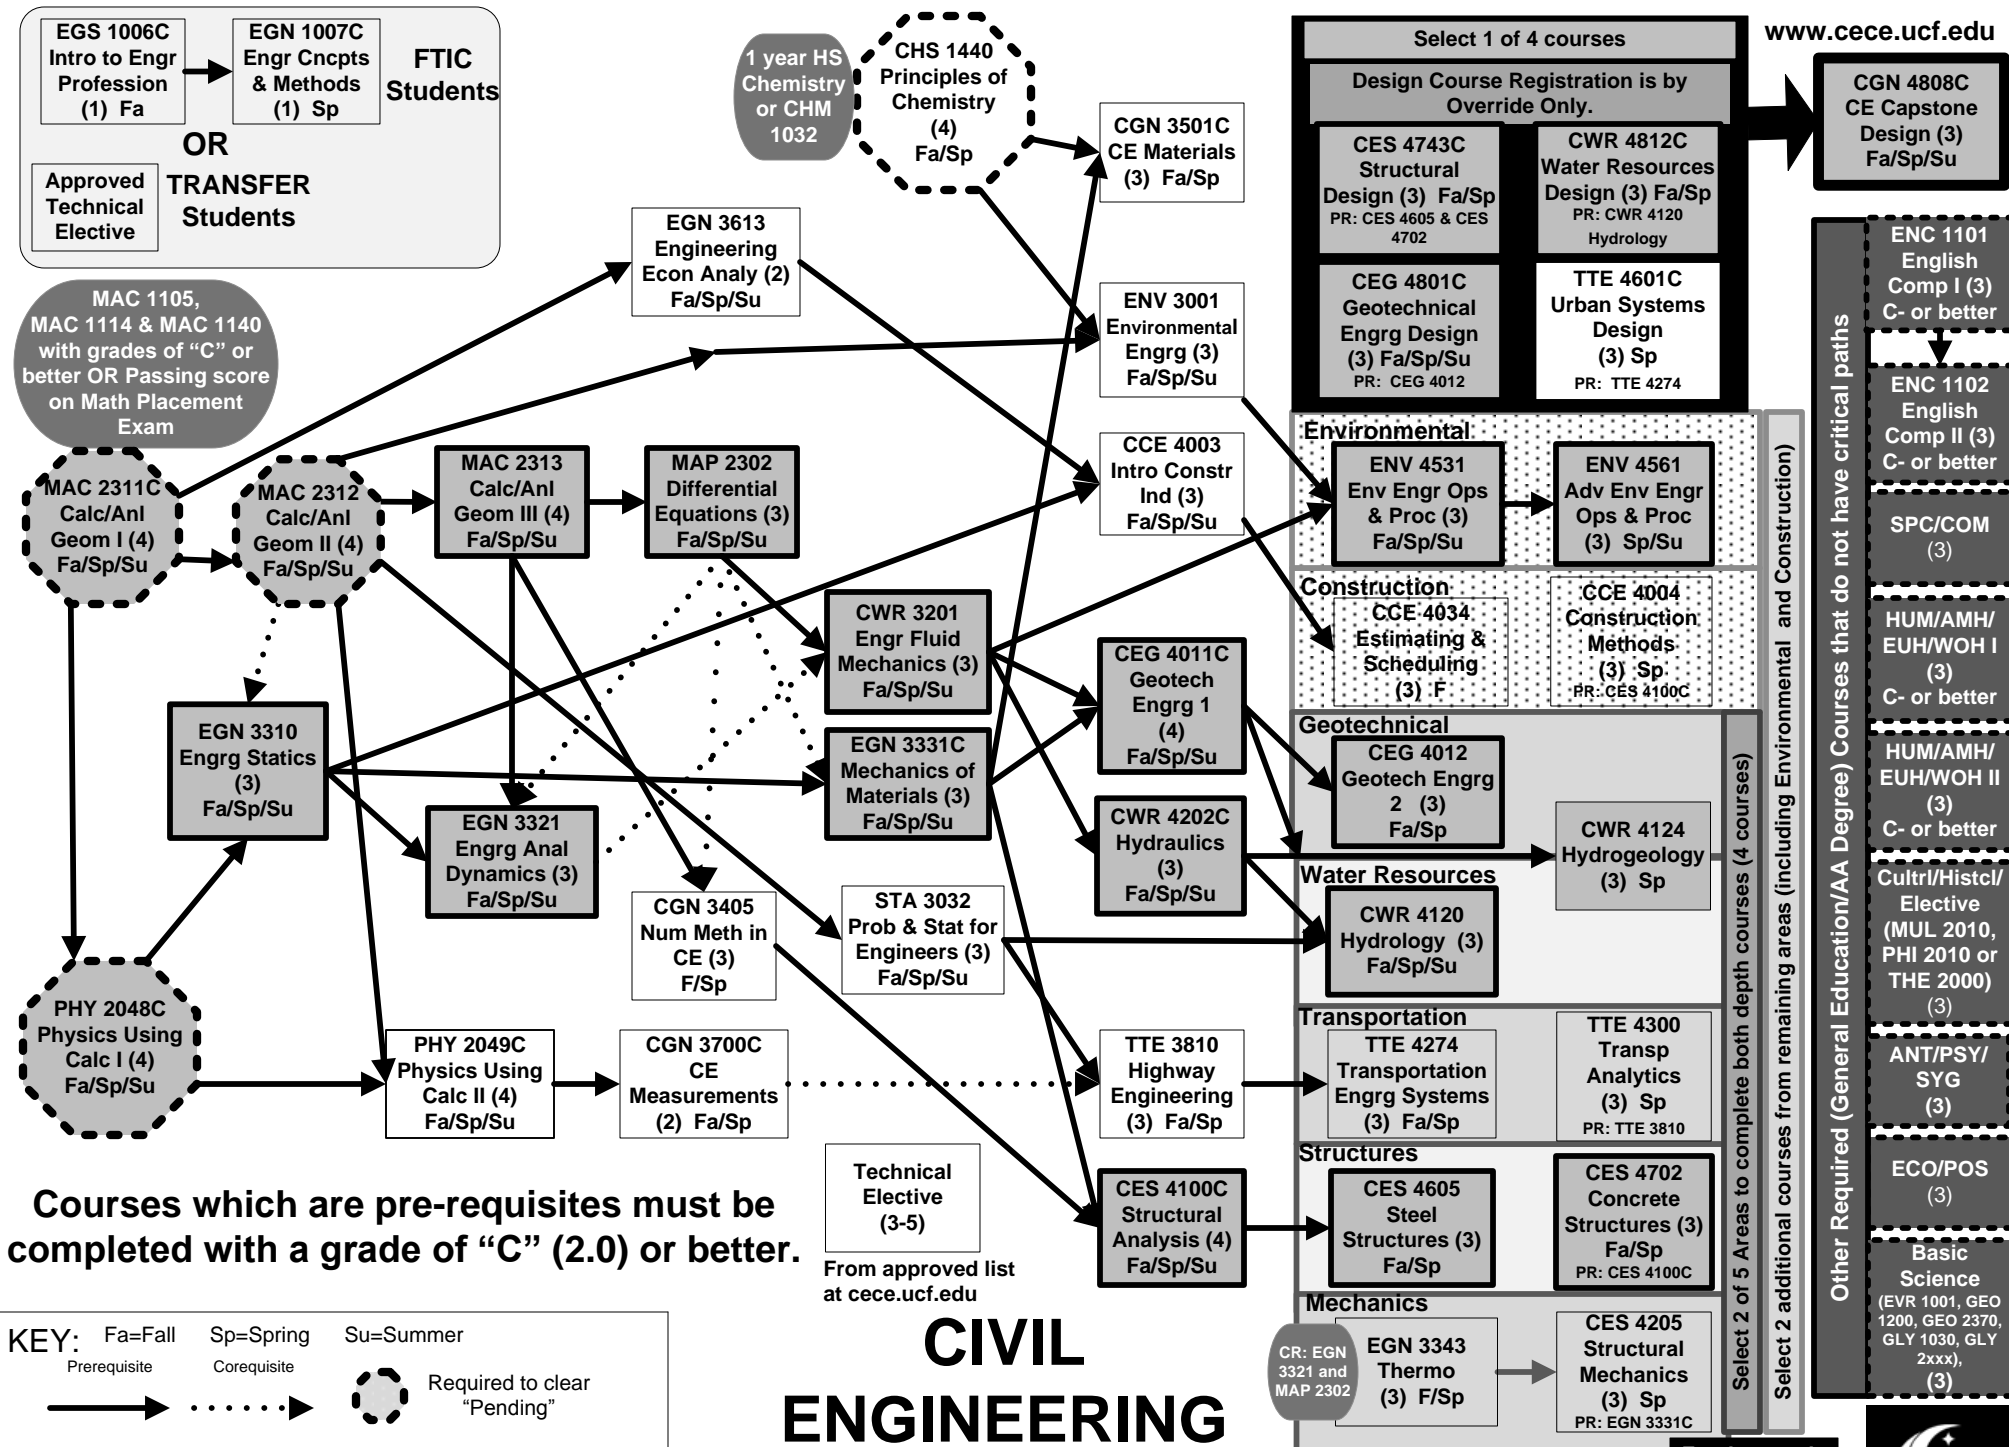 EGS 1006C
Intro to Engr
Profession
(1)  Fa
EGN 1007C
Engr Cncpts
& Methods
(1)  Sp
FTIC
Students
OR
Approved
Technical
Elective
TRANSFER
Students
1 year HS
Chemistry
or CHM
1032
CHS 1440
Principles of
Chemistry
(4)
Fa/Sp
CGN 3501C
CE Materials
(3)  Fa/Sp
Select 1 of 4 courses
Design Course Registration is by
Override Only.
CES 4743C
Structural
Design (3)  Fa/Sp
PR: CES 4605 & CES
4702
CWR 4812C
Water Resources
Design (3) Fa/Sp
PR: CWR 4120
Hydrology
CEG 4801C
Geotechnical
Engrg Design
(3) Fa/Sp/Su
PR:  CEG 4012
TTE 4601C
Urban Systems
Design
(3) Sp
PR:  TTE 4274
www.cece.ucf.edu
CGN 4808C
CE Capstone
Design (3)
Fa/Sp/Su
MAC 1105,
MAC 1114 & MAC 1140
with grades of “C” or
better OR Passing score
on Math Placement
Exam
EGN 3613
Engineering
Econ Analy (2)
Fa/Sp/Su
ENV 3001
Environmental
Engrg (3)
Fa/Sp/Su
MAC 2311C
Calc/Anl
Geom I (4)
Fa/Sp/Su
MAC 2312
Calc/Anl
Geom II (4)
Fa/Sp/Su
MAC 2313
Calc/Anl
Geom III (4)
Fa/Sp/Su
MAP 2302
Differential
Equations (3)
Fa/Sp/Su
CCE 4003
Intro Constr
Ind (3)
Fa/Sp/Su
Environmental
ENV 4531
Env Engr Ops
& Proc (3)
Fa/Sp/Su
ENV 4561
Adv Env Engr
Ops & Proc
(3)  Sp/Su
Construction
CCE 4034
Estimating &
Scheduling
(3)  F
CCE 4004
Construction
Methods
(3)  Sp
PR: CES 4100C
CWR 3201
Engr Fluid
Mechanics (3)
Fa/Sp/Su
CEG 4011C
Geotech
Engrg 1
(4)
Fa/Sp/Su
EGN 3310
Engrg Statics
(3)
Fa/Sp/Su
EGN 3331C
Mechanics of
Materials (3)
Fa/Sp/Su
EGN 3321
Engrg Anal
Dynamics (3)
Fa/Sp/Su
CWR 4202C
Hydraulics
(3)
Fa/Sp/Su
Geotechnical
CEG 4012
Geotech Engrg
2   (3)
Fa/Sp
CWR 4124
Hydrogeology
(3)  Sp
Water Resources
CWR 4120
Hydrology  (3)
Fa/Sp/Su
CGN 3405
Num Meth in
CE (3)
F/Sp
STA 3032
Prob & Stat for
Engineers (3)
Fa/Sp/Su
PHY 2048C
Physics Using
Calc I (4)
Fa/Sp/Su
PHY 2049C
Physics Using
Calc II (4)
Fa/Sp/Su
CGN 3700C
CE
Measurements
(2)  Fa/Sp
TTE 3810
Highway
Engineering
(3)  Fa/Sp
Transportation
TTE 4274
Transportation
Engrg Systems
(3)  Fa/Sp
TTE 4300
Transp
Analytics
(3)  Sp
PR: TTE 3810
Technical
Elective
(3-5)
From approved list
at cece.ucf.edu
CES 4100C
Structural
Analysis (4)
Fa/Sp/Su
Structures
CES 4605
Steel
Structures (3)
Fa/Sp
CES 4702
Concrete
Structures (3)
Fa/Sp
PR: CES 4100C
Mechanics
CR: EGN
3321 and
MAP 2302
EGN 3343
Thermo
(3)  F/Sp
CES 4205
Structural
Mechanics
(3)  Sp
PR: EGN 3331C
Select 2 of 5 Areas to complete both depth courses (4 courses)
Select 2 additional courses from remaining areas (including Environmental  and Construction)
Other Required (General Education/AA Degree) Courses that do not have critical paths
ENC 1101
English
Comp I (3)
C- or better
ENC 1102
English
Comp II (3)
C- or better
SPC/COM
(3)
HUM/AMH/
EUH/WOH I
(3)
C- or better
HUM/AMH/
EUH/WOH II
(3)
C- or better
Cultrl/Histcl/
Elective
(MUL 2010,
PHI 2010 or
THE 2000)
(3)
ANT/PSY/
SYG
(3)
ECO/POS
(3)
Basic
Science
(EVR 1001, GEO
1200, GEO 2370,
GLY 1030, GLY
2xxx),
(3)
Courses which are pre-requisites must be
completed with a grade of “C” (2.0) or better.
KEY:
Fa=Fall
Sp=Spring
Su=Summer
Prerequisite
Corequisite
Required to clear
“Pending”
CIVIL
ENGINEERING